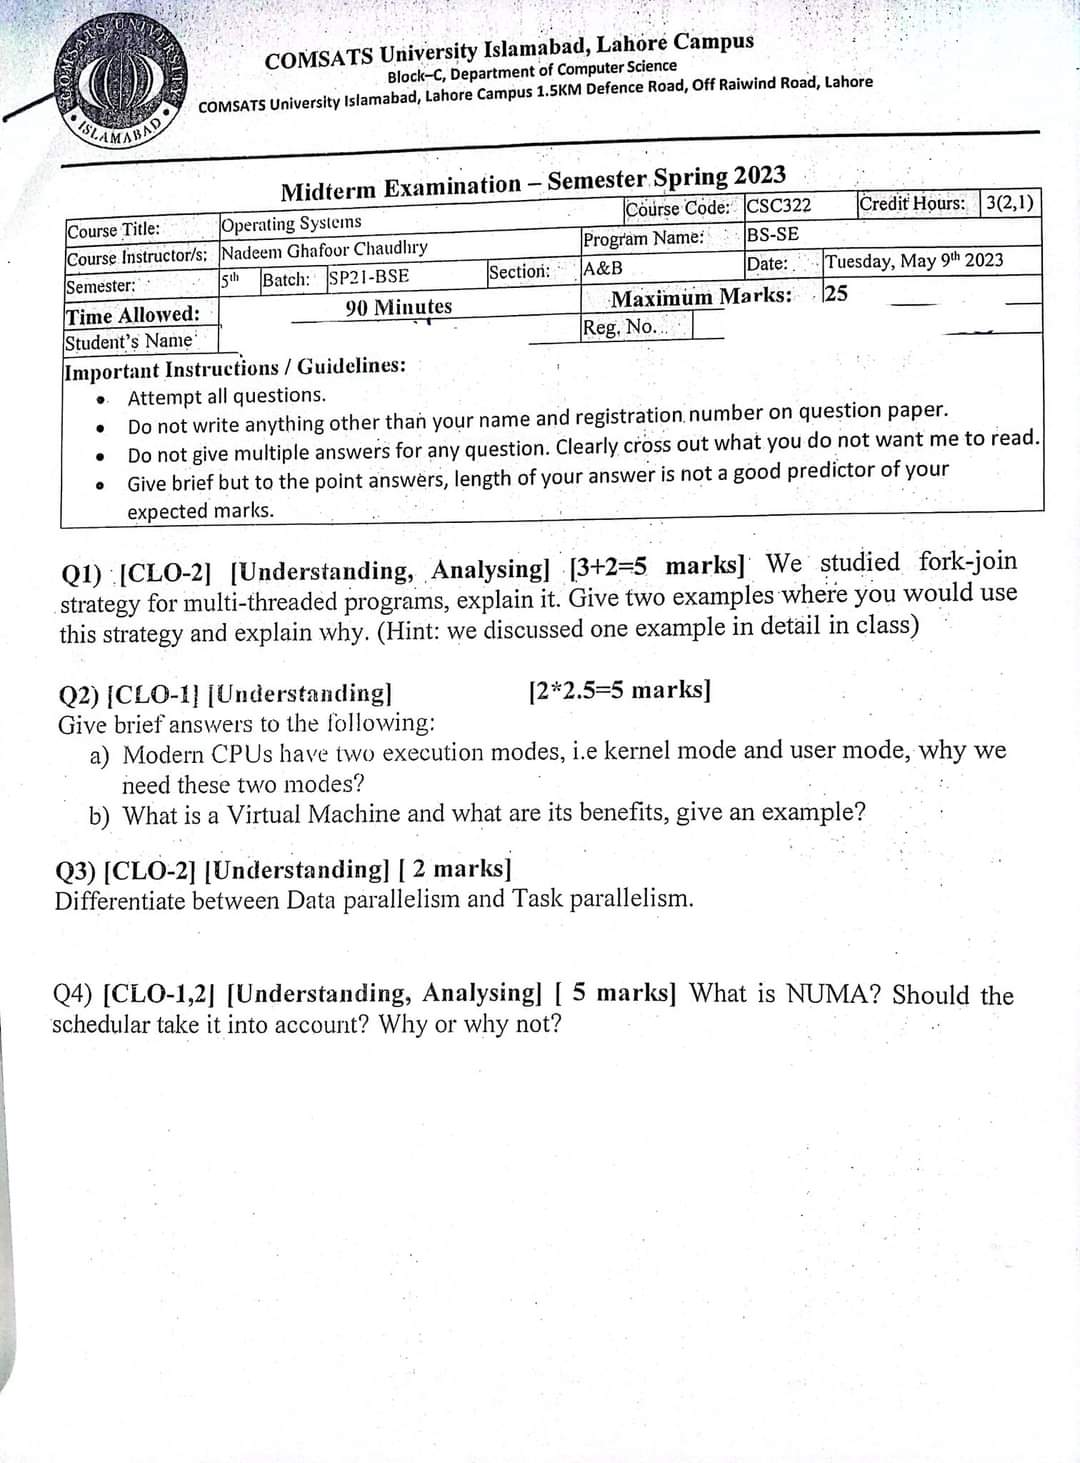 COMSATS UNIVERSITY
ISLAMABAD
COMSATS University Islamabad, Lahore Campus
Block–C, Department of Computer Science
COMSATS University Islamabad, Lahore Campus 1.5KM Defence Road, Off Raiwind Road, Lahore
Midterm Examination – Semester Spring 2023
Course Title: Operating Systems Course Code: CSC322 Credit Hours: 3(2,1)
Course Instructor/s: Nadeem Ghafoor Chaudhry Program Name: BS-SE
Semester: 5th Batch: SP21-BSE Section: A&B Date: Tuesday, May 9th 2023
Time Allowed: 90 Minutes Maximum Marks: 25
Student's Name Reg. No...
Important Instructions / Guidelines:
• Attempt all questions.
• Do not write anything other than your name and registration number on question paper.
• Do not give multiple answers for any question. Clearly cross out what you do not want me to read.
• Give brief but to the point answers, length of your answer is not a good predictor of your
expected marks.
Q1) [CLO-2] [Understanding, Analysing] [3+2=5 marks] We studied fork-join
strategy for multi-threaded programs, explain it. Give two examples where you would use
this strategy and explain why. (Hint: we discussed one example in detail in class)
Q2) [CLO-1] [Understanding] [2*2.5=5 marks]
Give brief answers to the following:
a) Modern CPUs have two execution modes, i.e kernel mode and user mode, why we
need these two modes?
b) What is a Virtual Machine and what are its benefits, give an example?
Q3) [CLO-2] [Understanding] [ 2 marks]
Differentiate between Data parallelism and Task parallelism.
Q4) [CLO-1,2] [Understanding, Analysing] [ 5 marks] What is NUMA? Should the
schedular take it into account? Why or why not?